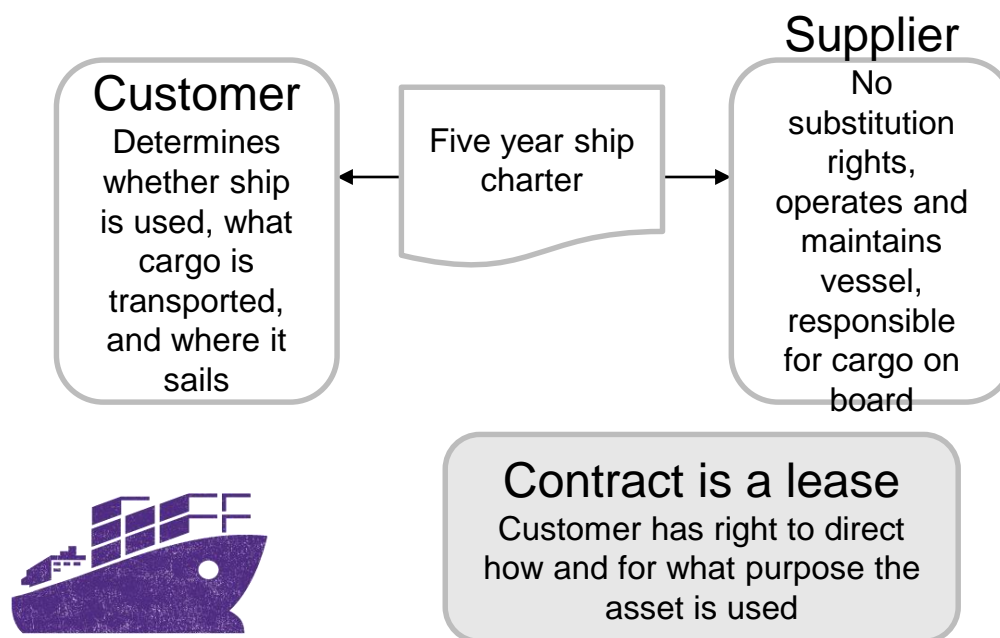 Customer
Determines
whether ship
is used, what
cargo is
transported,
and where it
sails
Five year ship
charter
Supplier
No
substitution
rights,
operates and
maintains
vessel,
responsible
for cargo on
board
Contract is a lease
Customer has right to direct
how and for what purpose the
asset is used